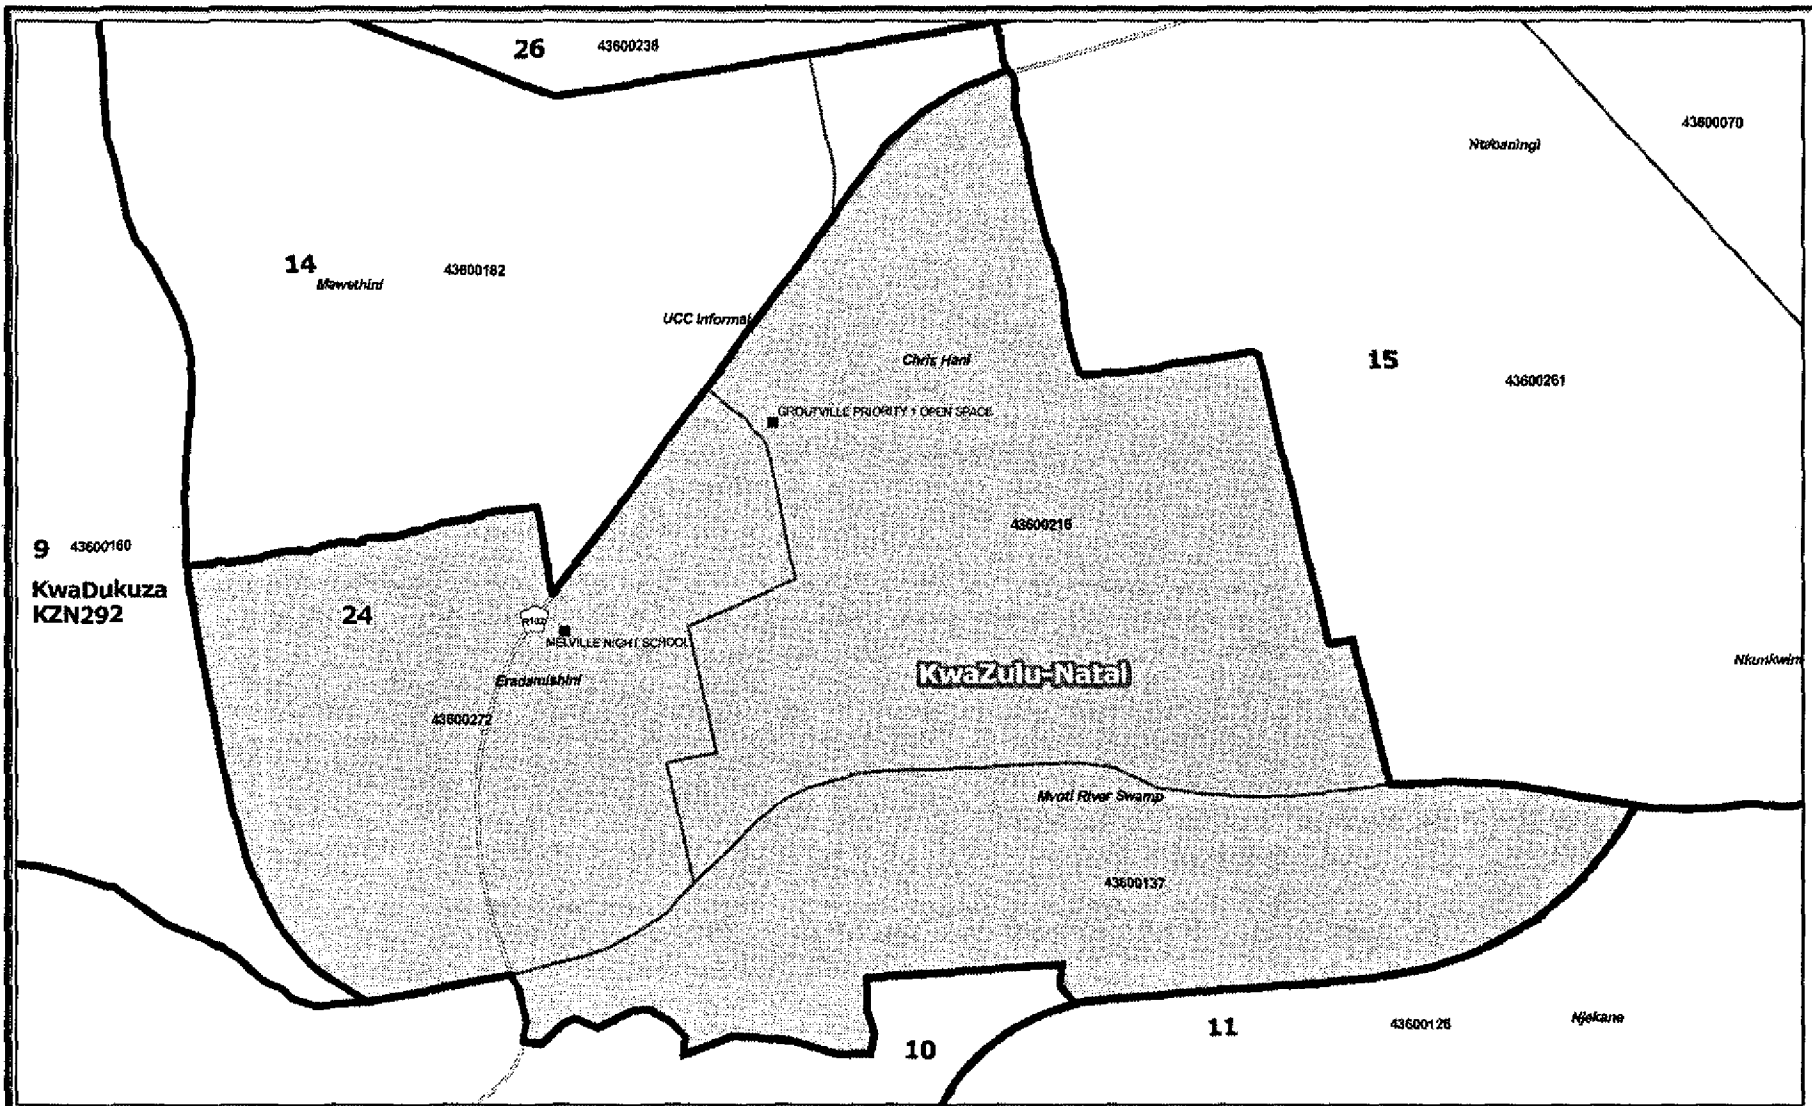 26 43600238
43600070
Ntabaningi
14 43600182
Mawethini
UCC Informal
Chris Hani
15
43600261
GROUTVILLE PRIORITY 1 OPEN SPACE
43600216
9 43600160
KwaDukuza
KZN292
24
R102
MELVILLE NIGHT SCHOOL
KwaZulu-Natal
Nkunkwini
Eradamishini
43600272
Mvoti River Swamp
43600137
10
11
43600126
Njekane